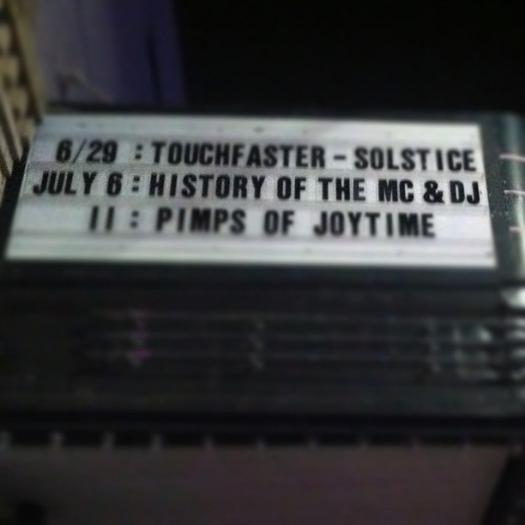 6/29 : TOUCHFASTER - SOLSTICE
JULY 6 : HISTORY OF THE MC & DJ
11 : PIMPS OF JOYTIME